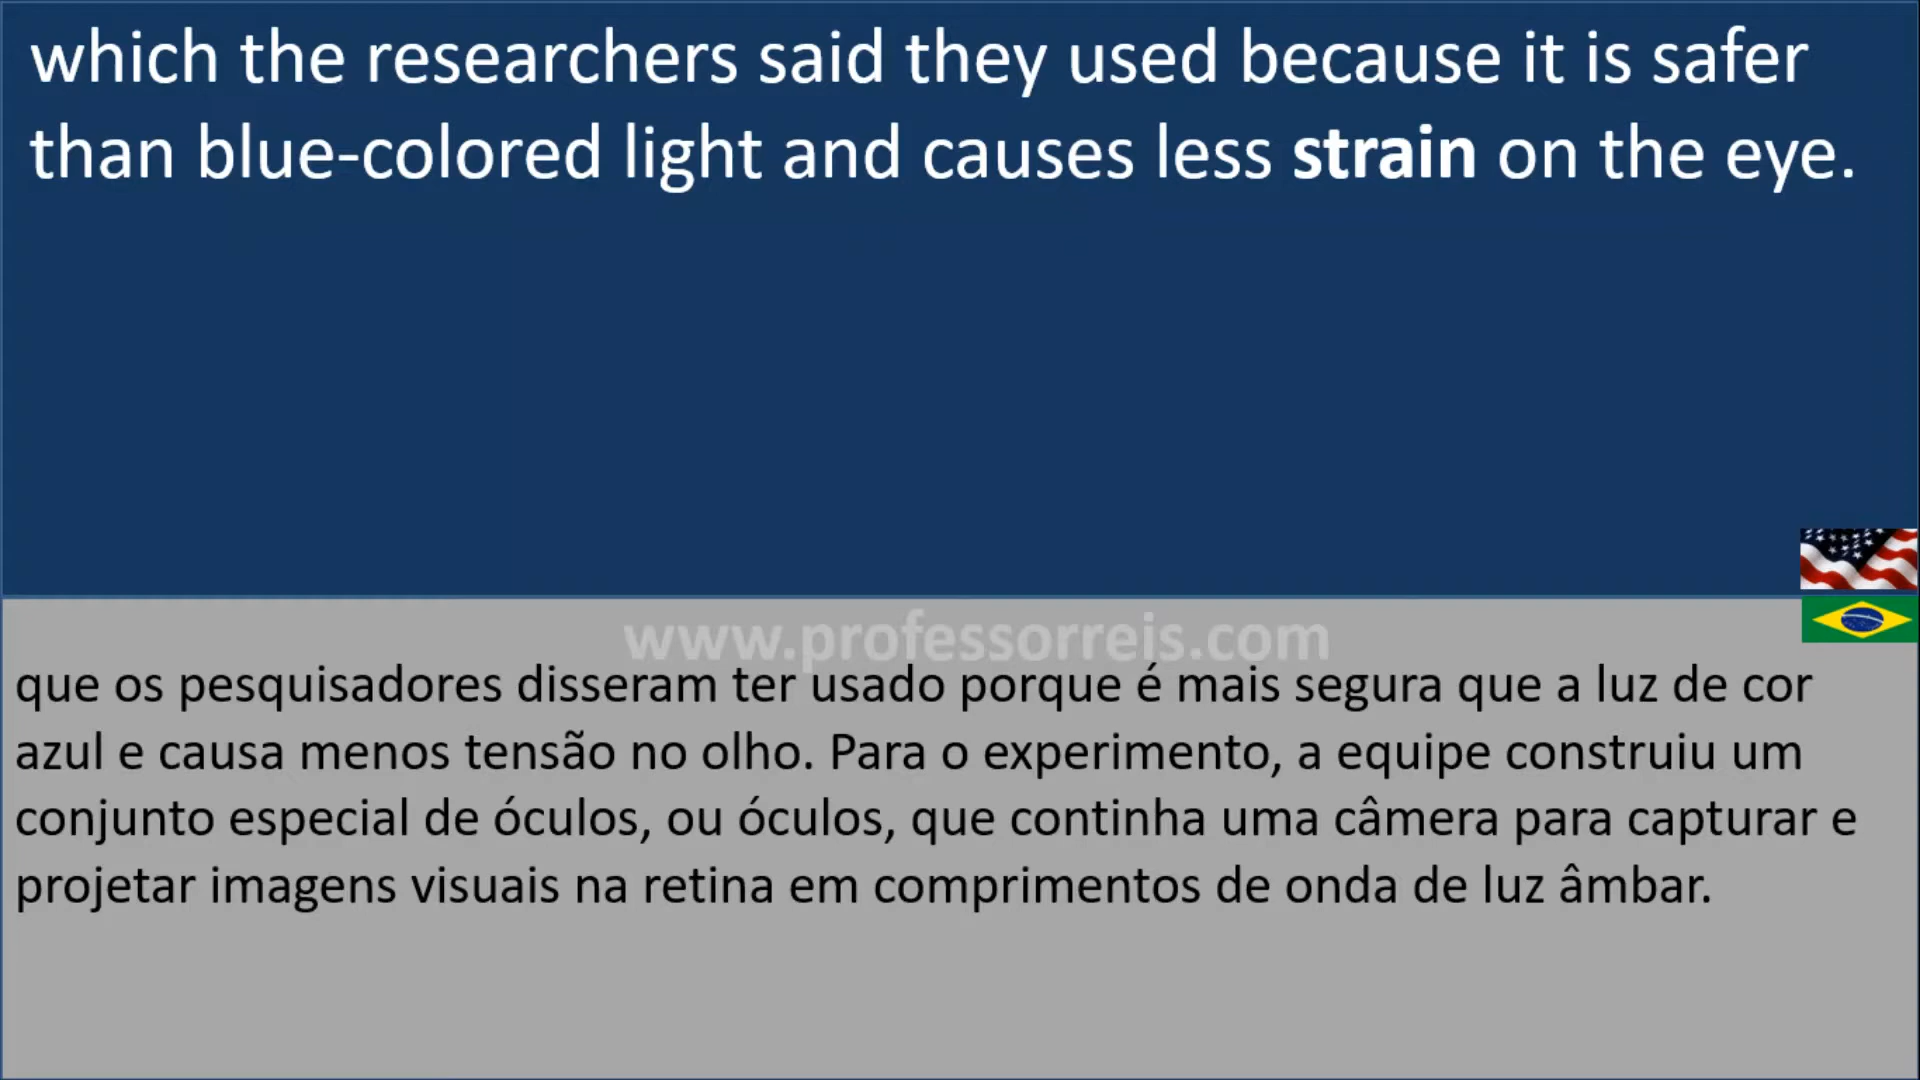 which the researchers said they used because it is safer
than blue-colored light and causes less strain on the eye.
www.professorreis.com
que os pesquisadores disseram ter usado porque é mais segura que a luz de cor
azul e causa menos tensão no olho. Para o experimento, a equipe construiu um
conjunto especial de óculos, ou óculos, que continha uma câmera para capturar e
projetar imagens visuais na retina em comprimentos de onda de luz âmbar.